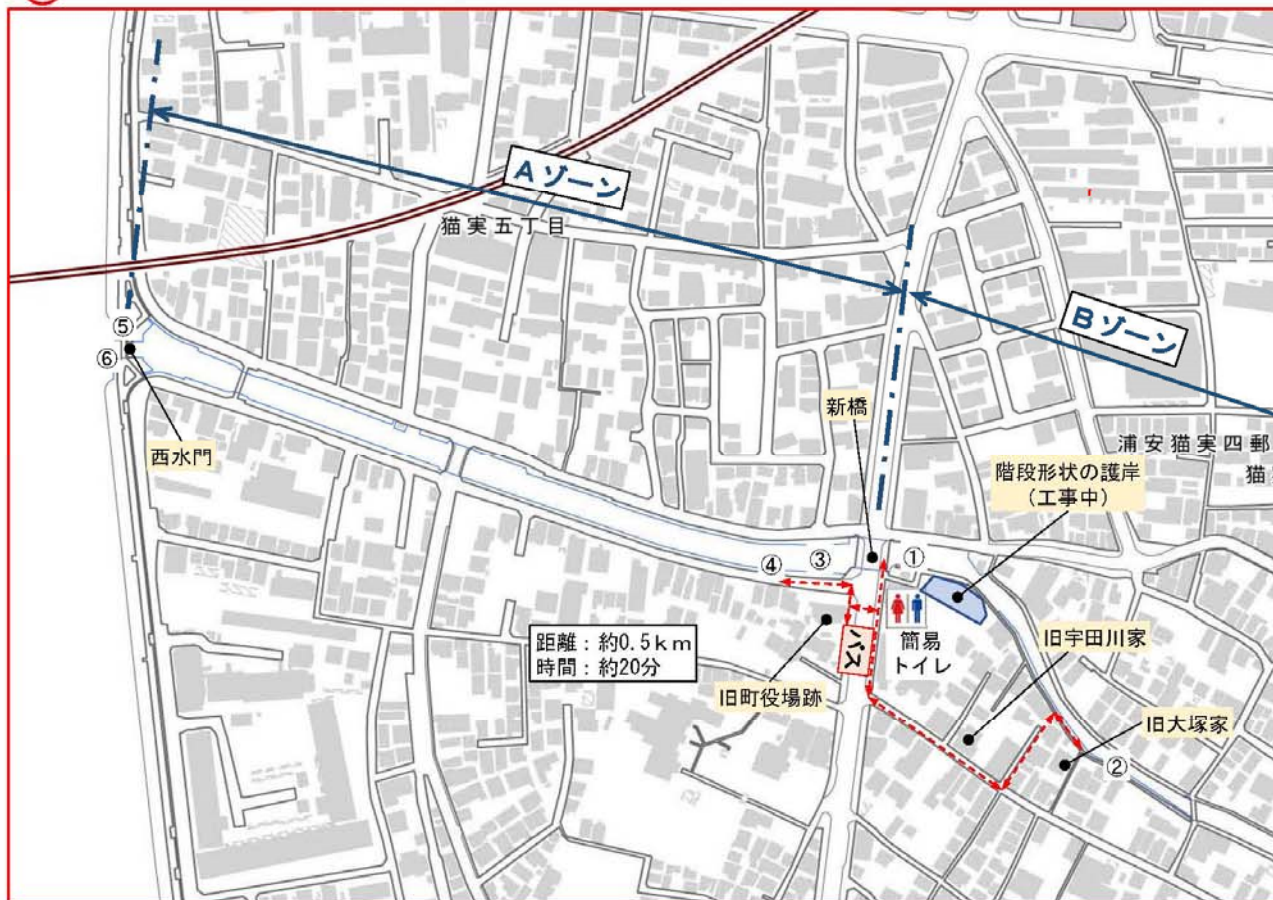 Aゾーン
猫実五丁目
Bゾーン
⑤
⑥
新橋
浦安猫実四郵
猫
西水門
階段形状の護岸
(工事中)
④
③
①
距離:約0.5km
時間:約20分
バス
簡易
トイレ
旧宇田川家
旧町役場跡
旧大塚家
②